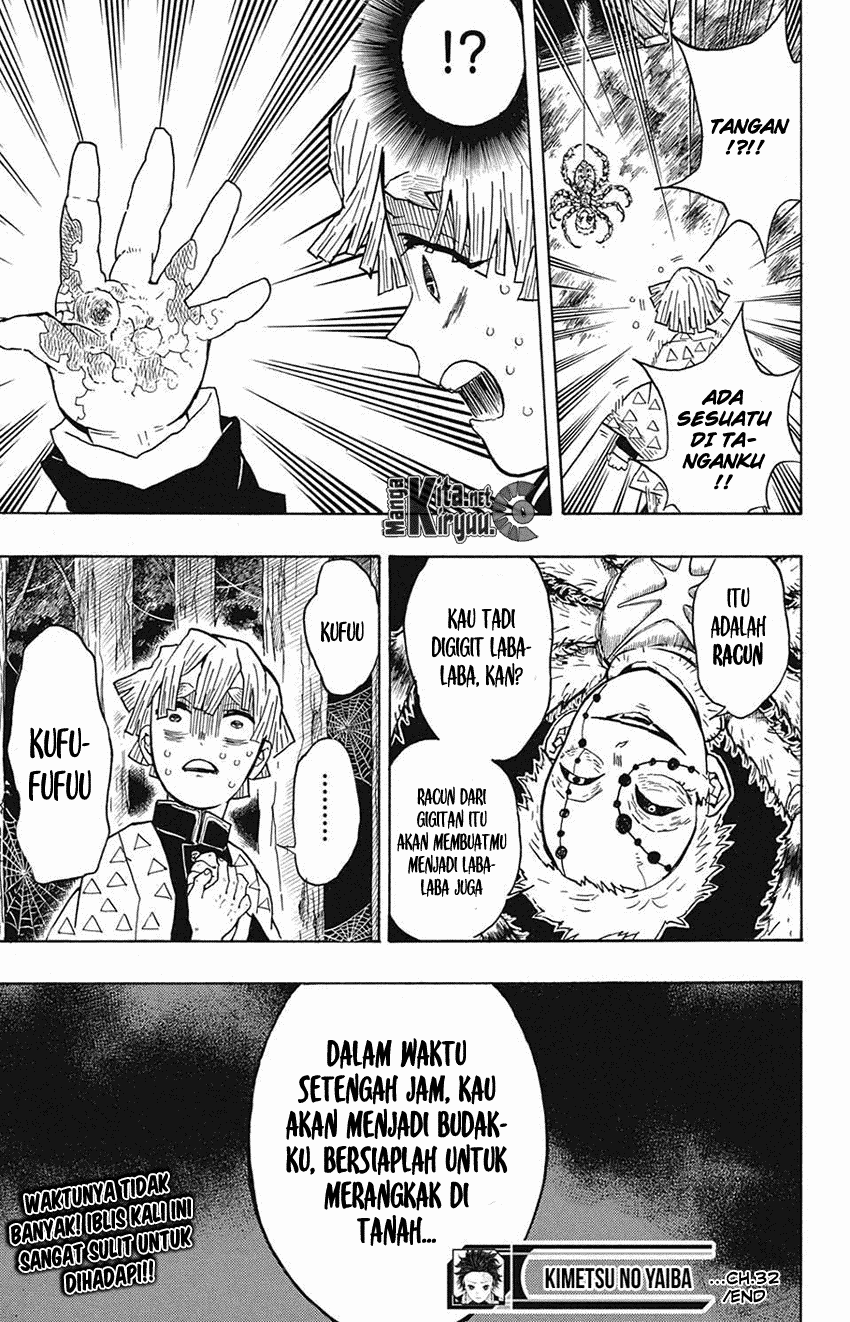 TANGAN
!?!!
ADA
SESUATU
DI TA-
NGANKU
!!
!?
Manga
Kita.net
Kiryuu.
ITU
ADALAH
RACUN
KAU TADI
DIGIGIT LABA-
LABA, KAN?
RACUN DARI
GIGITAN ITU
AKAN MEMBUATMU
MENJADI LABA-
LABA JUGA
KUFUU
.........
KUFU-
FUFUU
DALAM WAKTU
SETENGAH JAM, KAU
AKAN MENJADI BUDAK-
KU, BERSIAPLAH UNTUK
MERANGKAK DI
TANAH...
WAKTUNYA TIDAK
BANYAK! IBLIS KALI INI
SANGAT SULIT UNTUK
DIHADAPI!!
KIMETSU NO YAIBA
...CH.32
/END